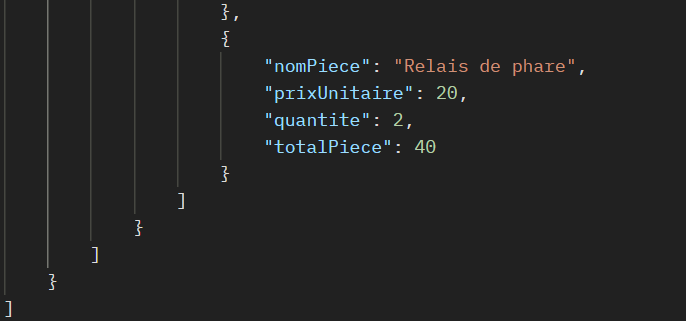 },
{
"nomPiece": "Relais de phare",
"prixUnitaire": 20,
"quantite": 2,
"totalPiece": 40
}
]
}
]
}
]